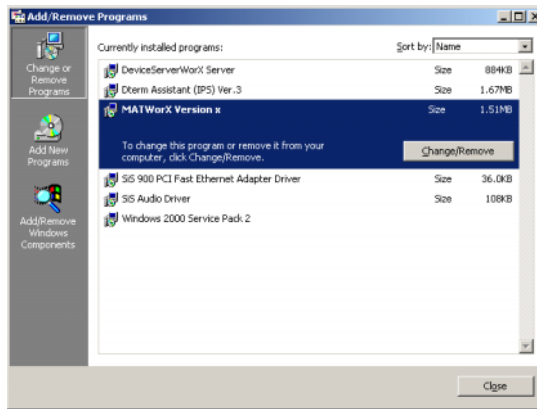 Add/Remove Programs
Change or
Remove
Programs
Add New
Programs
Add/Remove
Windows
Components
Currently installed programs:
Sort by: Name
DeviceServerWorX Server Size 884KB
Dterm Assistant (IPS) Ver.3 Size 1.67MB
MATWorX Version x Size 1.51MB
To change this program or remove it from your
computer, click Change/Remove.
Change/Remove
SiS 900 PCI Fast Ethernet Adapter Driver Size 36.0KB
SiS Audio Driver Size 108KB
Windows 2000 Service Pack 2
Close